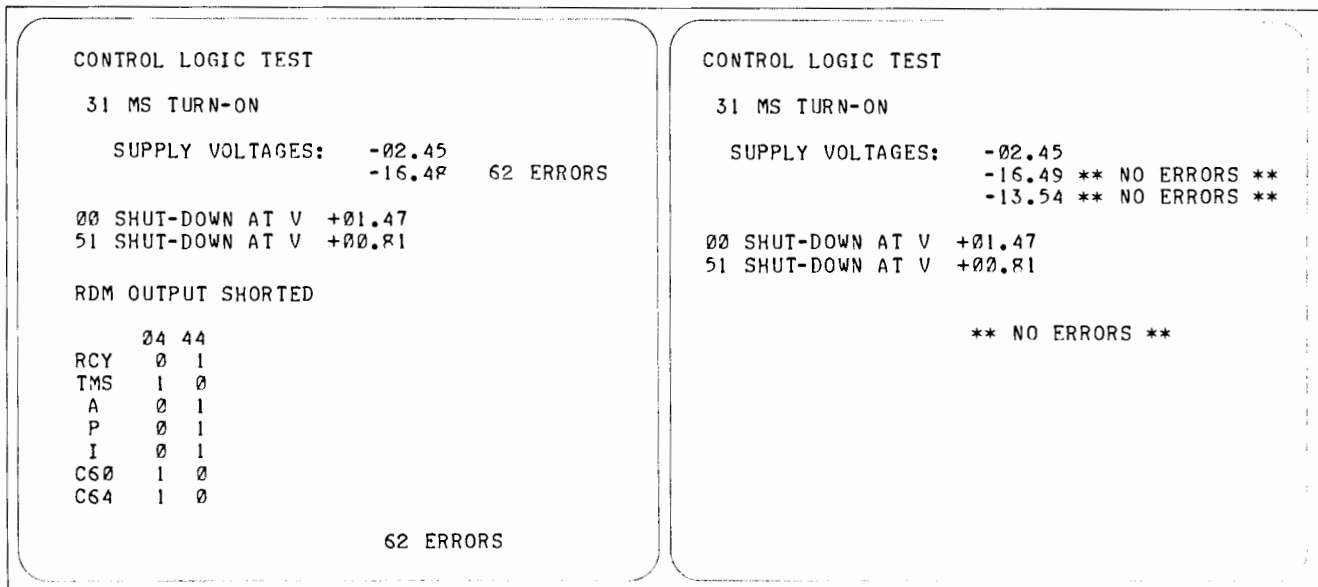 CONTROL LOGIC TEST
31 MS TURN-ON
SUPPLY VOLTAGES: -02.45
-16.48 62 ERRORS
00 SHUT-DOWN AT V +01.47
51 SHUT-DOWN AT V +00.81
RDM OUTPUT SHORTED
04 44
RCY 0 1
TMS 1 0
A 0 1
P 0 1
I 0 1
C60 1 0
C64 1 0
62 ERRORS
CONTROL LOGIC TEST
31 MS TURN-ON
SUPPLY VOLTAGES: -02.45
-16.49 ** NO ERRORS **
-13.54 ** NO ERRORS **
00 SHUT-DOWN AT V +01.47
51 SHUT-DOWN AT V +00.81
** NO ERRORS **